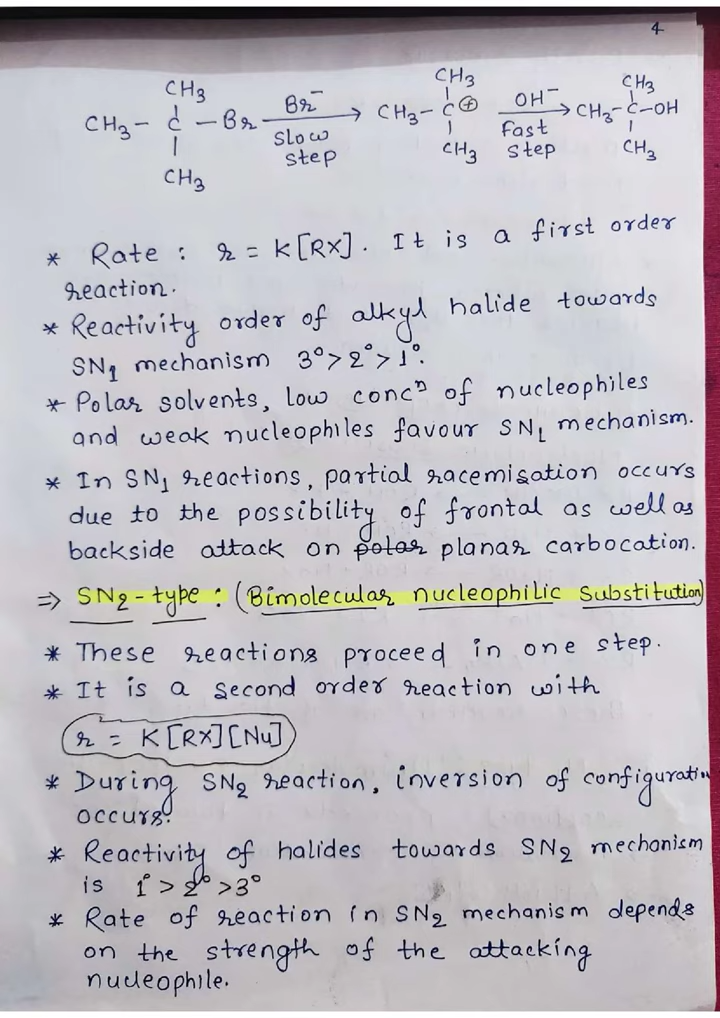 4
CH3 CH3 CH3
CH3 - C - Br —Br⁻→ CH3 - C⊕ —OH⁻→ CH3 - C - OH
Slow step Fast step
CH3 CH3 CH3
* Rate : r = K[RX]. It is a first order
reaction.
* Reactivity order of alkyl halide towards
SN1 mechanism 3° > 2° > 1°.
* Polar solvents, low concⁿ of nucleophiles
and weak nucleophiles favour SN1 mechanism.
* In SN1 reactions, partial racemisation occurs
due to the possibility of frontal as well as
backside attack on polar planar carbocation.
⇒ SN2-type : (Bimolecular nucleophilic Substitution)
* These reactions proceed in one step.
* It is a second order reaction with
r = K[RX][Nu]
* During SN2 reaction, inversion of configuratin
occurs.
* Reactivity of halides towards SN2 mechanism
is 1° > 2° > 3°
* Rate of reaction in SN2 mechanism depends
on the strength of the attacking
nucleophile.